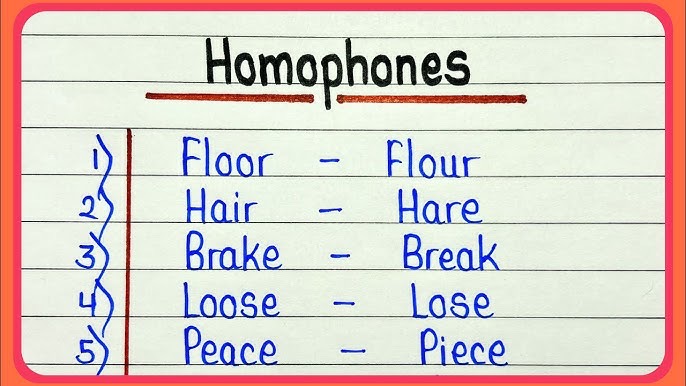 Homophones
1) Floor - Flour
2) Hair - Hare
3) Brake - Break
4) Loose - Lose
5) Peace - Piece